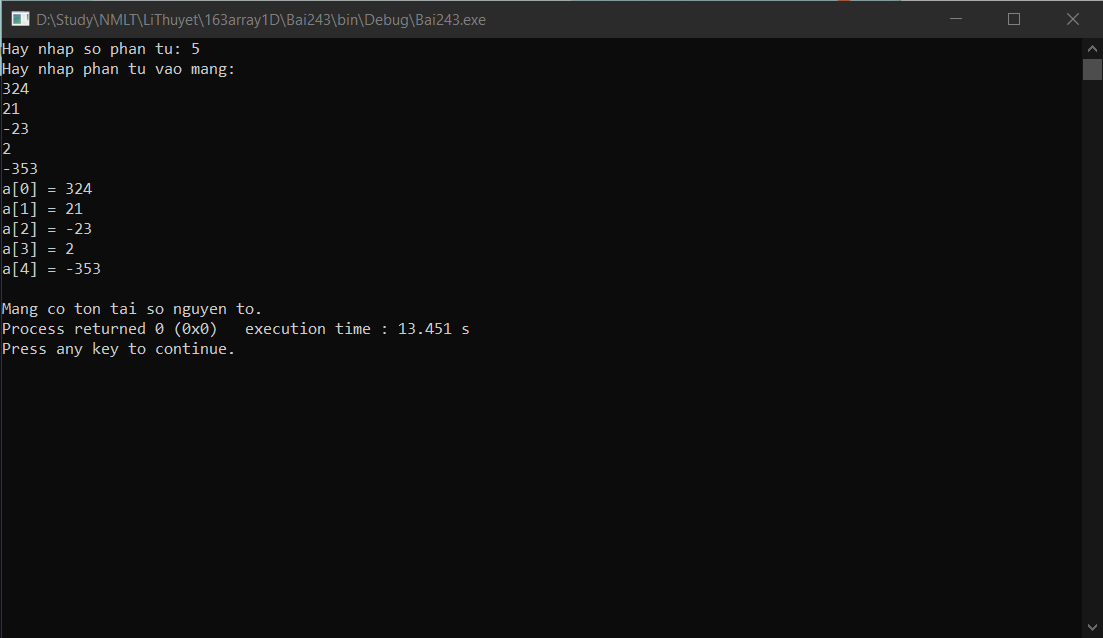 D:\Study\NMLT\LiThuyet\163array1D\Bai243\bin\Debug\Bai243.exe
Hay nhap so phan tu: 5
Hay nhap phan tu vao mang:
324
21
-23
2
-353
a[0] = 324
a[1] = 21
a[2] = -23
a[3] = 2
a[4] = -353
Mang co ton tai so nguyen to.
Process returned 0 (0x0)   execution time : 13.451 s
Press any key to continue.